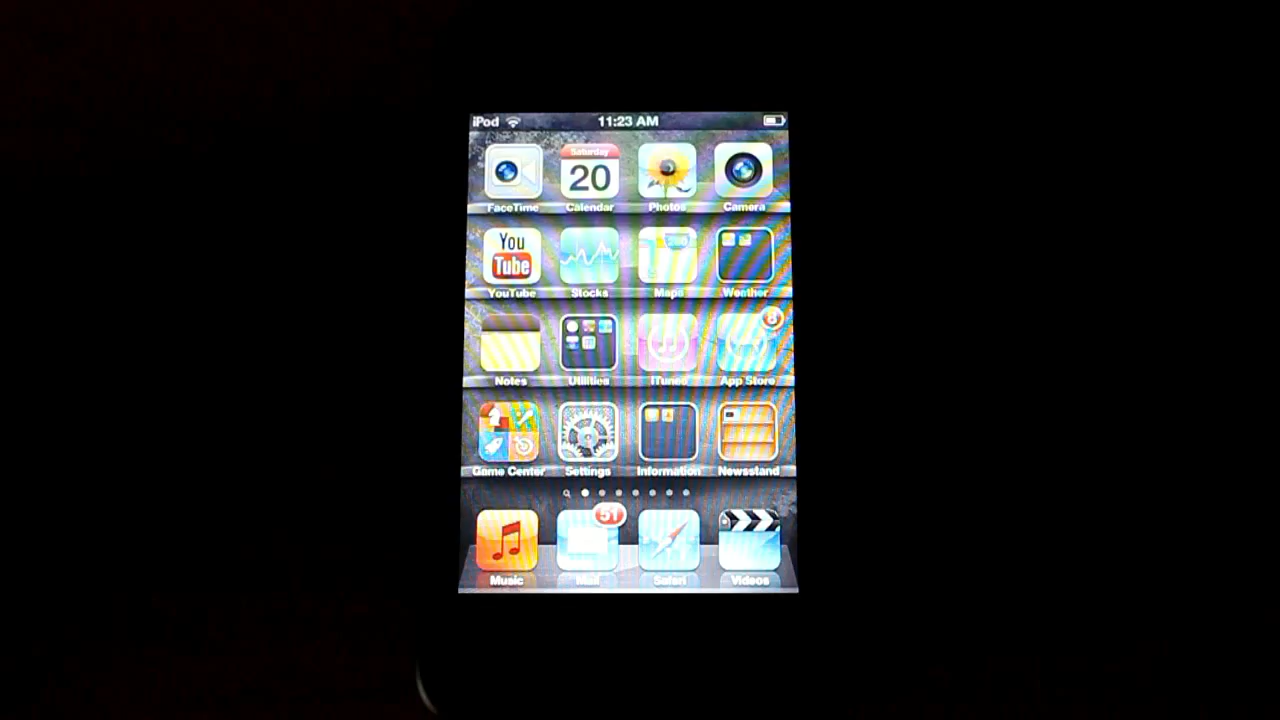 iPod 11:23 AM
Saturday
20
FaceTime Calendar Photos Camera
You
Tube
YouTube Stocks Maps Weather
8
Notes Utilities iTunes App Store
Game Center Settings Information Newsstand
51
Music Mail Safari Videos